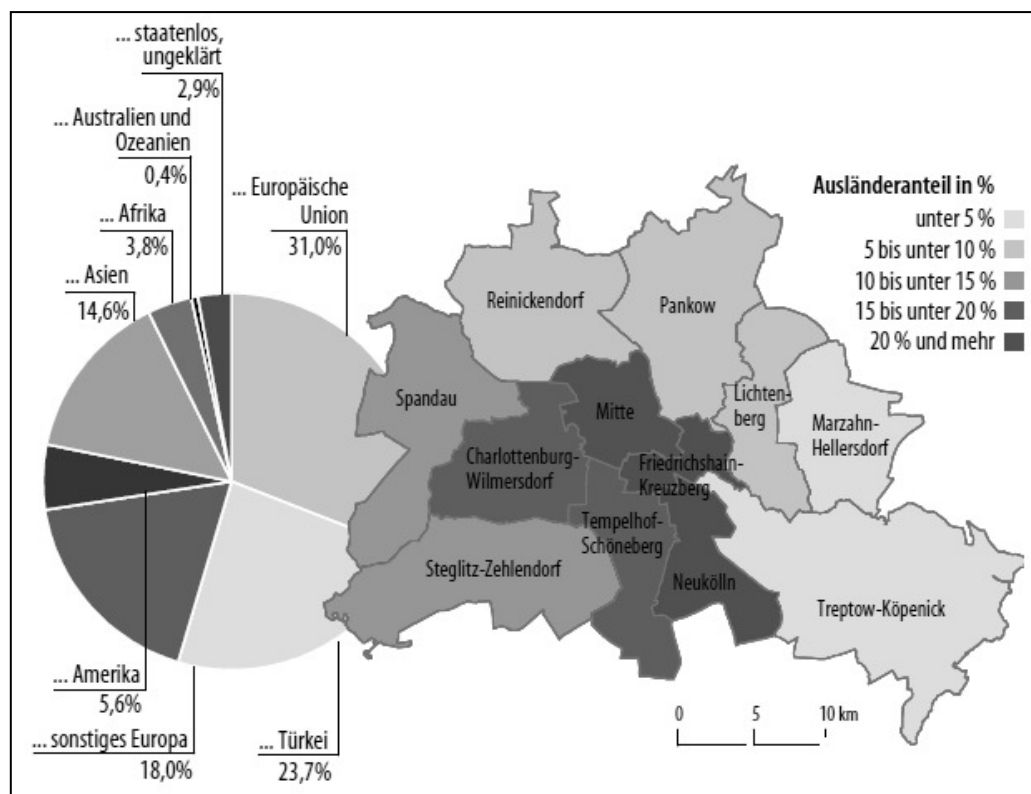 ... staatenlos,
ungeklärt
2,9%
... Australien und
Ozeanien
0,4%
... Afrika
3,8%
... Asien
14,6%
... Europäische
Union
31,0%
... Amerika
5,6%
... sonstiges Europa
18,0%
... Türkei
23,7%
Ausländeranteil in %
unter 5 %
5 bis unter 10 %
10 bis unter 15 %
15 bis unter 20 %
20 % und mehr
Reinickendorf
Pankow
Spandau
Mitte
Lichten-
berg
Marzahn-
Hellersdorf
Charlottenburg-
Wilmersdorf
Friedrichshain-
Kreuzberg
Tempelhof-
Schöneberg
Steglitz-Zehlendorf
Neukölln
Treptow-Köpenick
0 5 10 km